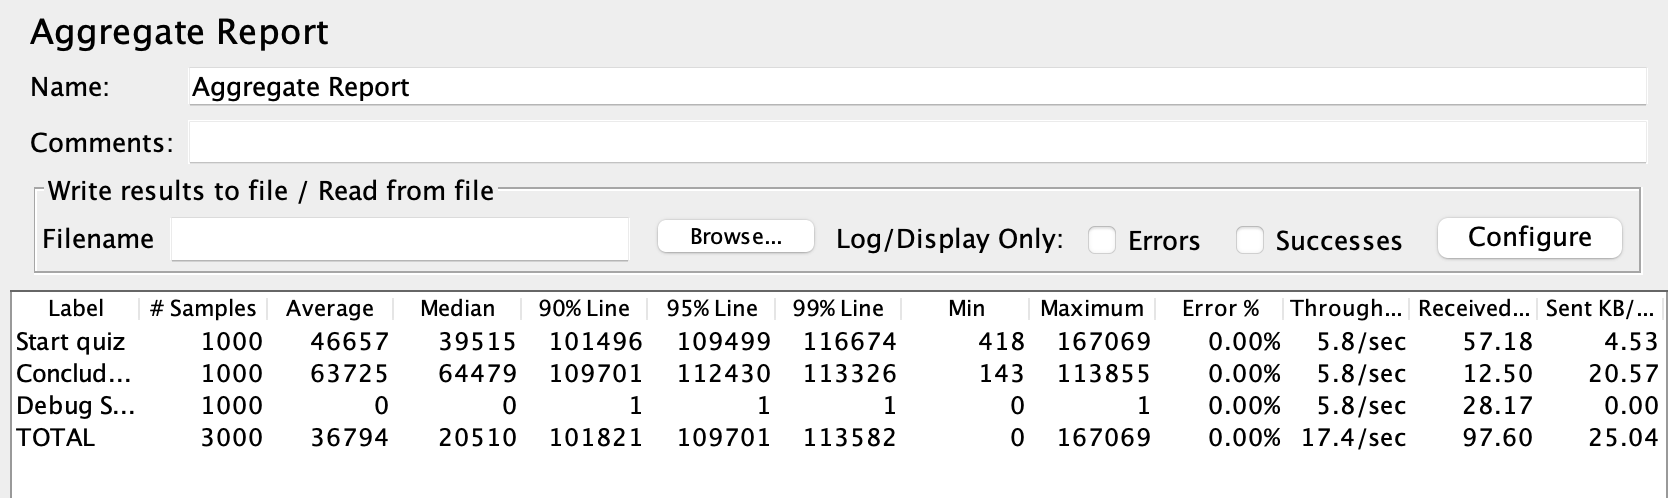 Aggregate Report
Name: Aggregate Report
Comments:
Write results to file / Read from file
Filename Browse... Log/Display Only: Errors Successes Configure
Label # Samples Average Median 90% Line 95% Line 99% Line Min Maximum Error % Through... Received... Sent KB/...
Start quiz 1000 46657 39515 101496 109499 116674 418 167069 0.00% 5.8/sec 57.18 4.53
Conclud... 1000 63725 64479 109701 112430 113326 143 113855 0.00% 5.8/sec 12.50 20.57
Debug S... 1000 0 0 1 1 1 0 1 0.00% 5.8/sec 28.17 0.00
TOTAL 3000 36794 20510 101821 109701 113582 0 167069 0.00% 17.4/sec 97.60 25.04